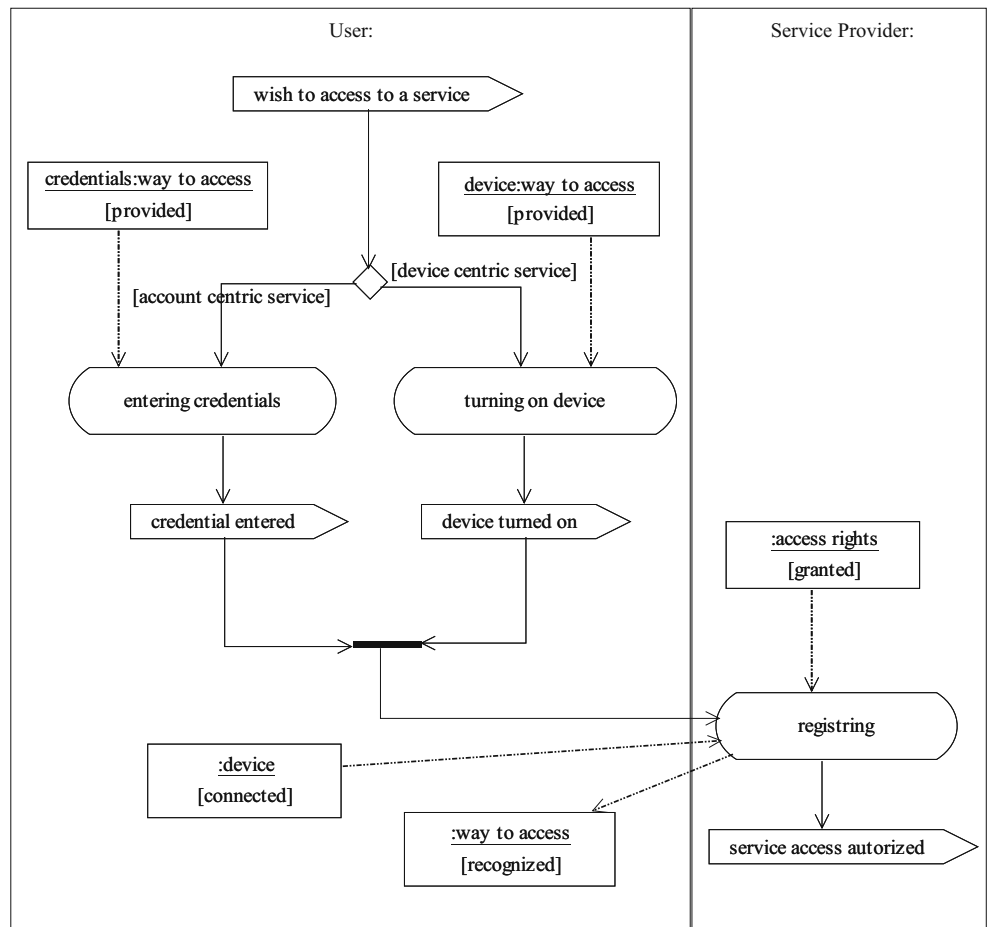 User:
Service Provider:
wish to access to a service
credentials:way to access
[provided]
device:way to access
[provided]
[device centric service]
[account centric service]
entering credentials
turning on device
credential entered
device turned on
:access rights
[granted]
registring
:device
[connected]
:way to access
[recognized]
service access autorized